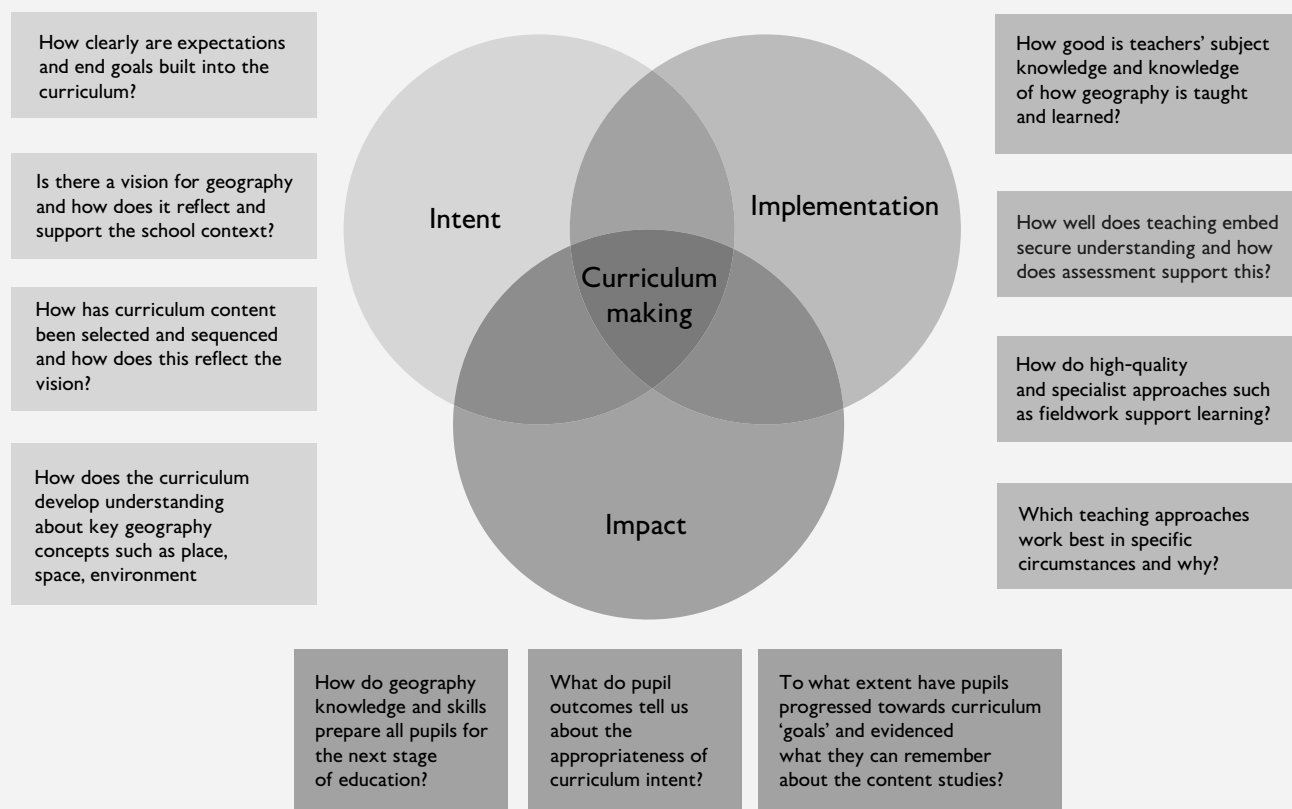 How clearly are expectations
and end goals built into the
curriculum?
Is there a vision for geography
and how does it reflect and
support the school context?
How has curriculum content
been selected and sequenced
and how does this reflect the
vision?
How does the curriculum
develop understanding
about key geography
concepts such as place,
space, environment
Intent
Implementation
Curriculum
making
Impact
How good is teachers’ subject
knowledge and knowledge
of how geography is taught
and learned?
How well does teaching embed
secure understanding and how
does assessment support this?
How do high-quality
and specialist approaches such
as fieldwork support learning?
Which teaching approaches
work best in specific
circumstances and why?
How do geography
knowledge and skills
prepare all pupils for
the next stage
of education?
What do pupil
outcomes tell us
about the
appropriateness of
curriculum intent?
To what extent have pupils
progressed towards curriculum
‘goals’ and evidenced
what they can remember
about the content studies?